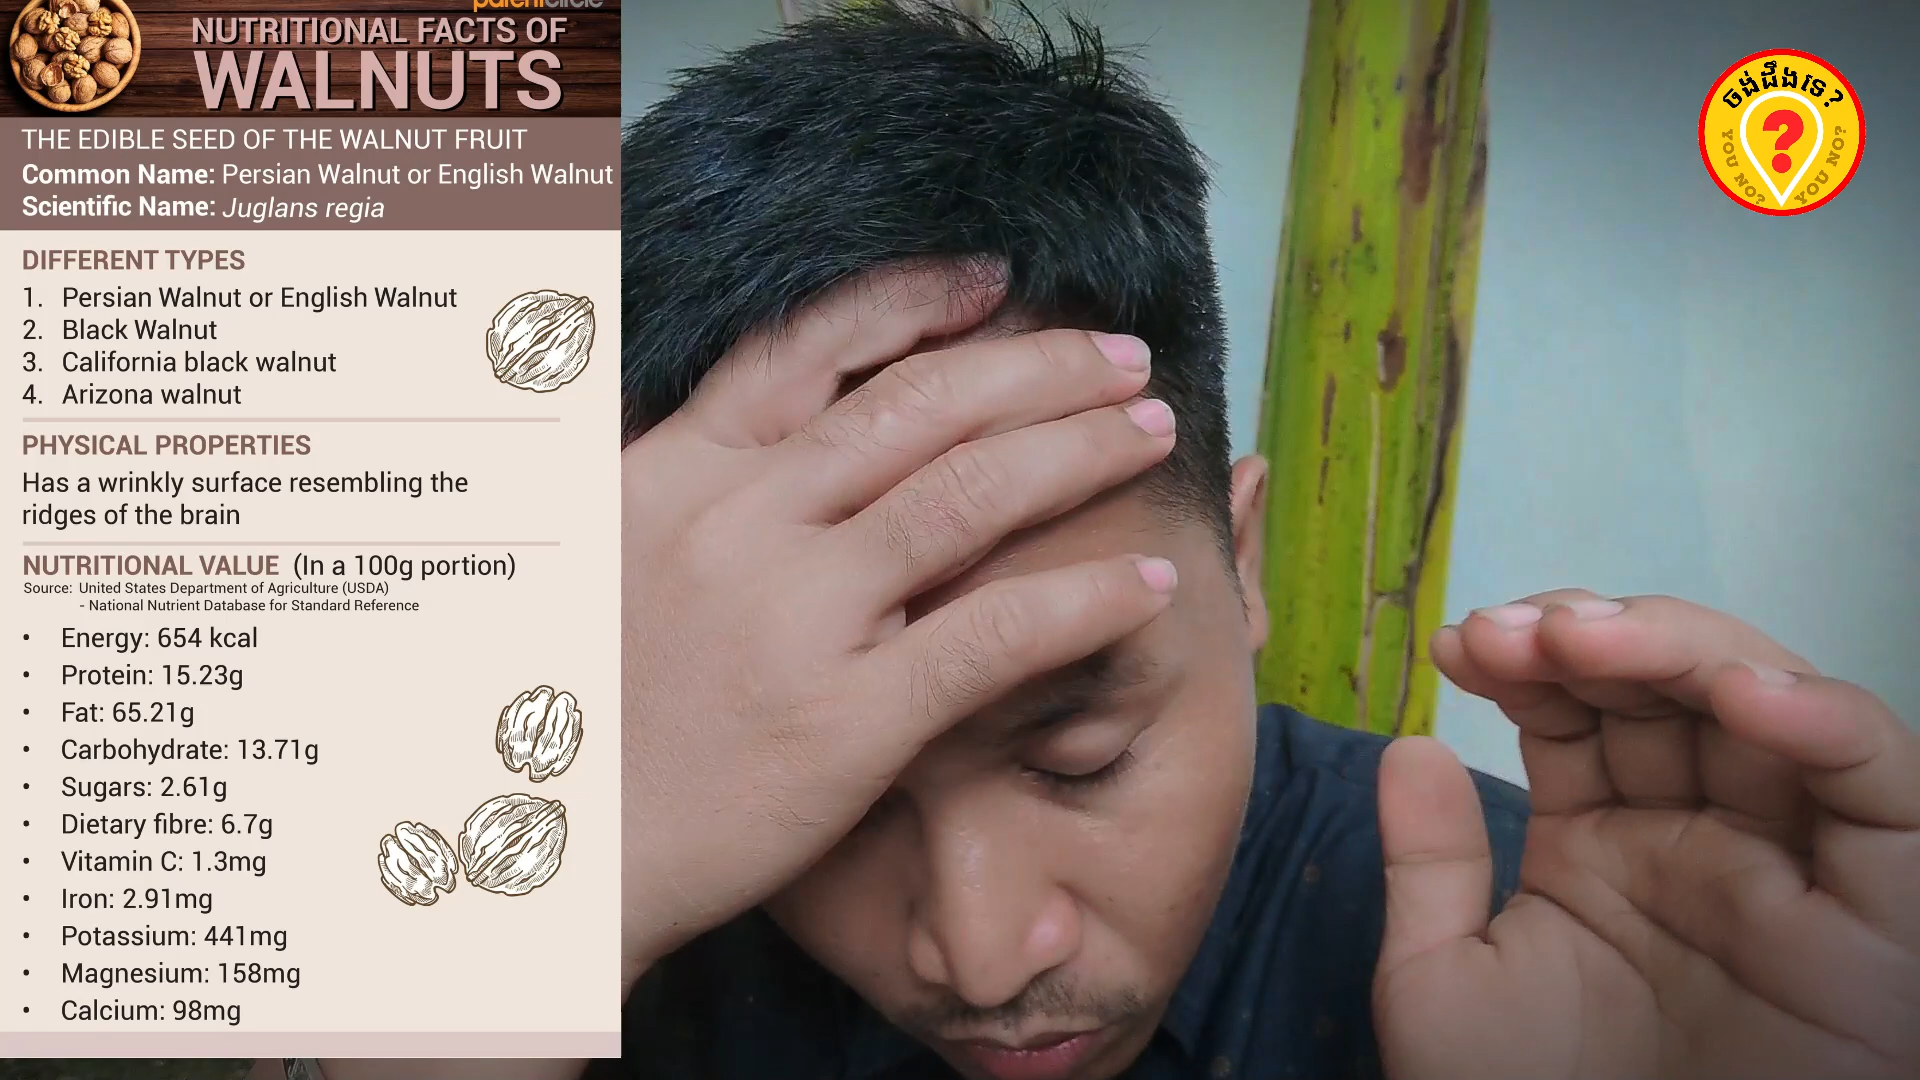 parentcircle
NUTRITIONAL FACTS OF
WALNUTS
THE EDIBLE SEED OF THE WALNUT FRUIT
Common Name: Persian Walnut or English Walnut
Scientific Name: Juglans regia
DIFFERENT TYPES
1. Persian Walnut or English Walnut
2. Black Walnut
3. California black walnut
4. Arizona walnut
PHYSICAL PROPERTIES
Has a wrinkly surface resembling the
ridges of the brain
NUTRITIONAL VALUE (In a 100g portion)
Source: United States Department of Agriculture (USDA)
- National Nutrient Database for Standard Reference
• Energy: 654 kcal
• Protein: 15.23g
• Fat: 65.21g
• Carbohydrate: 13.71g
• Sugars: 2.61g
• Dietary fibre: 6.7g
• Vitamin C: 1.3mg
• Iron: 2.91mg
• Potassium: 441mg
• Magnesium: 158mg
• Calcium: 98mg
ចង់ដឹងទេ?
?
YOU NO?
YOU NO?